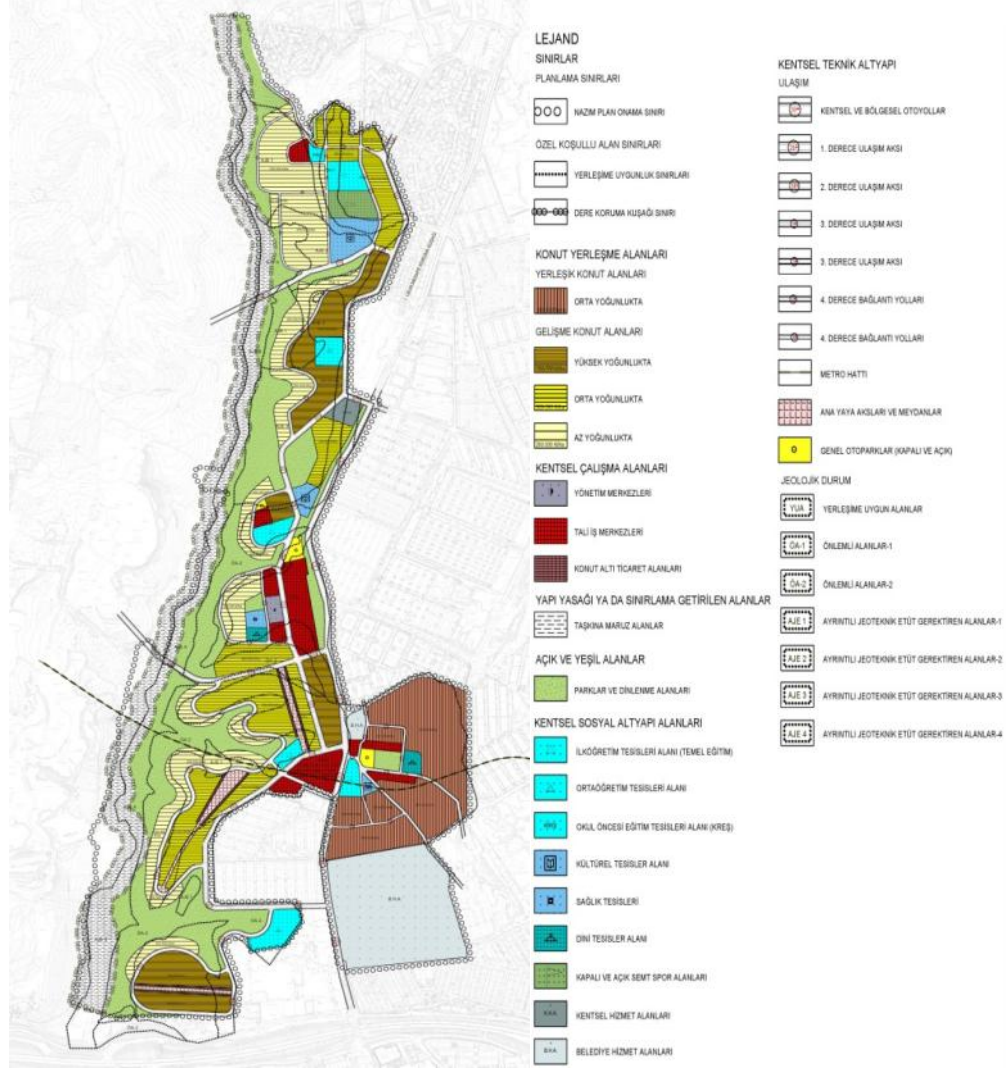 LEJAND
SINIRLAR
PLANLAMA SINIRLARI
NAZIM PLAN ONAMA SINIRI
ÖZEL KOŞULLU ALAN SINIRLARI
YERLEŞİME UYGUNLUK SINIRLARI
DERE KORUMA KUŞAĞI SINIRI
KONUT YERLEŞME ALANLARI
YERLEŞİK KONUT ALANLARI
ORTA YOĞUNLUKTA
GELİŞME KONUT ALANLARI
YÜKSEK YOĞUNLUKTA
ORTA YOĞUNLUKTA
AZ YOĞUNLUKTA
KENTSEL ÇALIŞMA ALANLARI
YÖNETİM MERKEZLERİ
TALİ İŞ MERKEZLERİ
KONUT ALTI TİCARET ALANLARI
YAPI YASAĞI YA DA SINIRLAMA GETİRİLEN ALANLAR
TAŞKINA MARUZ ALANLAR
AÇIK VE YEŞİL ALANLAR
PARKLAR VE DİNLENME ALANLARI
KENTSEL SOSYAL ALTYAPI ALANLARI
İLKÖĞRETİM TESİSLERİ ALANI (TEMEL EĞİTİM)
ORTAÖĞRETİM TESİSLERİ ALANI
OKUL ÖNCESİ EĞİTİM TESİSLERİ ALANI (KREŞ)
KÜLTÜREL TESİSLER ALANI
SAĞLIK TESİSLERİ
DİNİ TESİSLER ALANI
KAPALI VE AÇIK SEMT SPOR ALANLARI
KHA KENTSEL HİZMET ALANLARI
BHA BELEDİYE HİZMET ALANLARI
KENTSEL TEKNİK ALTYAPI
ULAŞIM
KENTSEL VE BÖLGESEL OTOYOLLAR
1. DERECE ULAŞIM AKSI
2. DERECE ULAŞIM AKSI
3. DERECE ULAŞIM AKSI
3. DERECE ULAŞIM AKSI
4. DERECE BAĞLANTI YOLLARI
4. DERECE BAĞLANTI YOLLARI
METRO HATTI
ANA YAYA AKSLARI VE MEYDANLAR
GENEL OTOPARKLAR (KAPALI VE AÇIK)
JEOLOJİK DURUM
YUA YERLEŞİME UYGUN ALANLAR
ÖA-1 ÖNLEMLİ ALANLAR-1
ÖA-2 ÖNLEMLİ ALANLAR-2
AJE 1 AYRINTILI JEOTEKNİK ETÜT GEREKTİREN ALANLAR-1
AJE 2 AYRINTILI JEOTEKNİK ETÜT GEREKTİREN ALANLAR-2
AJE 3 AYRINTILI JEOTEKNİK ETÜT GEREKTİREN ALANLAR-3
AJE 4 AYRINTILI JEOTEKNİK ETÜT GEREKTİREN ALANLAR-4